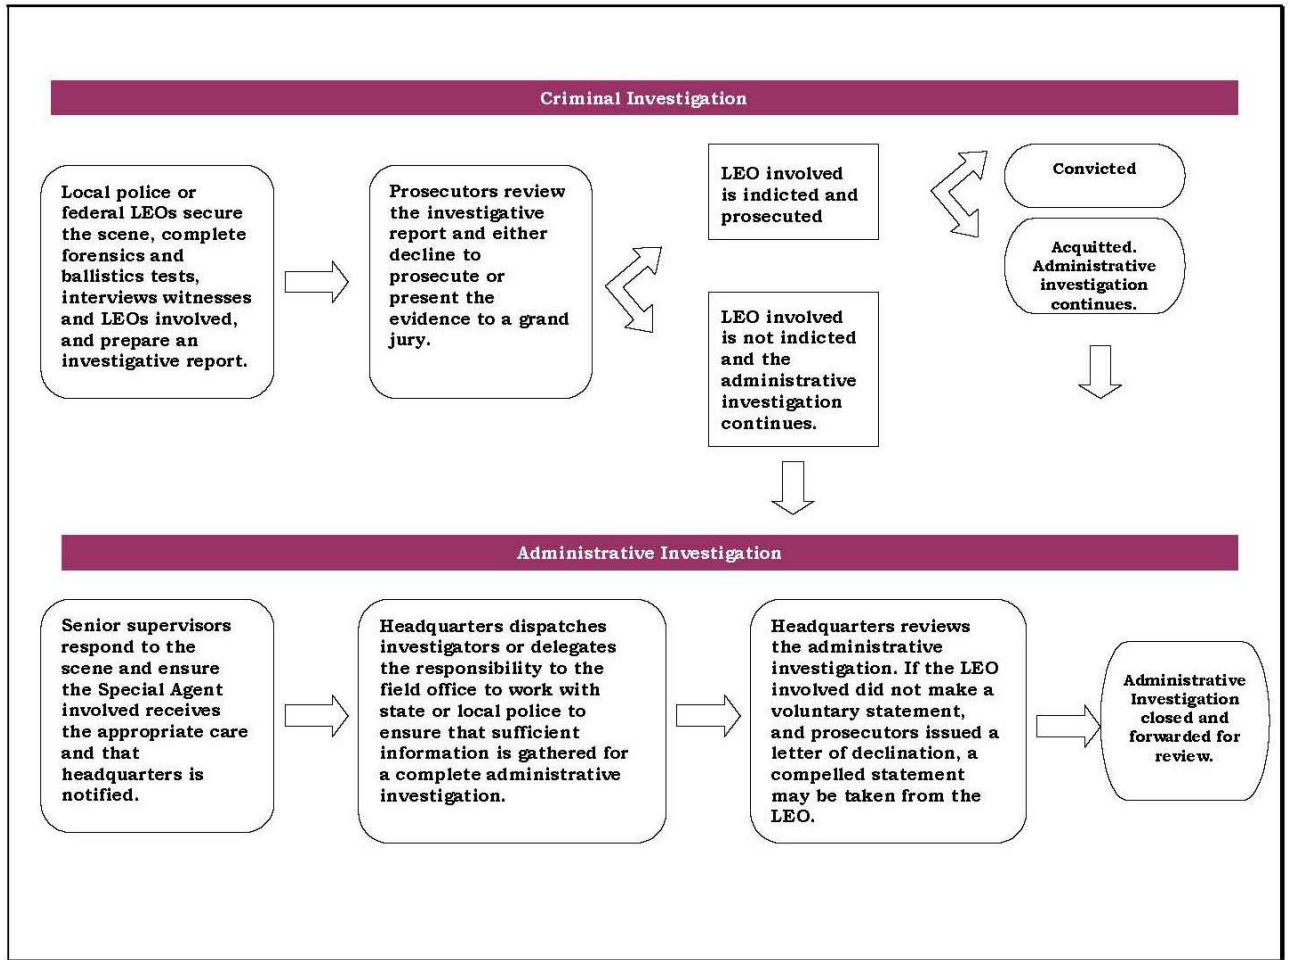 Criminal Investigation
Local police or
federal LEOs secure
the scene, complete
forensics and
ballistics tests,
interviews witnesses
and LEOs involved,
and prepare an
investigative report.
Prosecutors review
the investigative
report and either
decline to
prosecute or
present the
evidence to a grand
jury.
LEO involved
is indicted and
prosecuted
LEO involved
is not indicted
and the
administrative
investigation
continues.
Convicted
Acquitted.
Administrative
investigation
continues.
Administrative Investigation
Senior supervisors
respond to the
scene and ensure
the Special Agent
involved receives
the appropriate care
and that
headquarters is
notified.
Headquarters dispatches
investigators or delegates
the responsibility to the
field office to work with
state or local police to
ensure that sufficient
information is gathered for
a complete administrative
investigation.
Headquarters reviews
the administrative
investigation. If the LEO
involved did not make a
voluntary statement,
and prosecutors issued a
letter of declination, a
compelled statement
may be taken from the
LEO.
Administrative
Investigation
closed and
forwarded for
review.